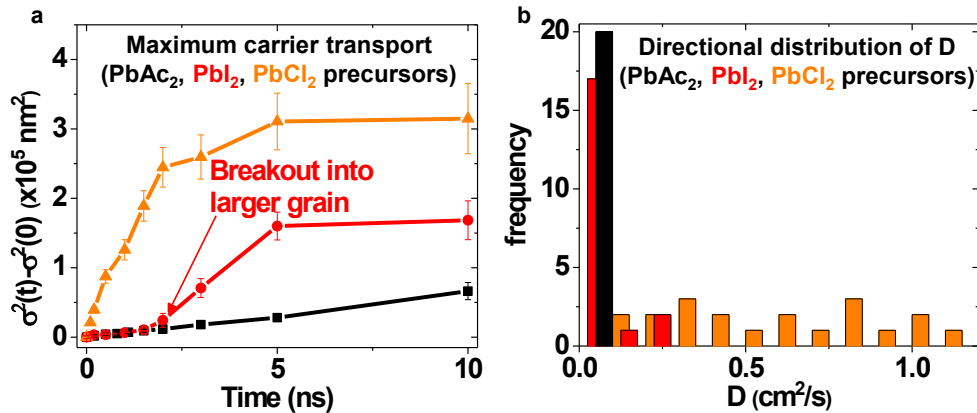 a
Maximum carrier transport
(PbAc₂, PbI₂, PbCl₂ precursors)
Breakout into
larger grain
σ²(t)-σ²(0) (x10⁵ nm²)
4
3
2
1
0
0
5
10
Time (ns)
b
Directional distribution of D
(PbAc₂, PbI₂, PbCl₂ precursors)
frequency
20
15
10
5
0
0.0
0.5
1.0
D (cm²/s)